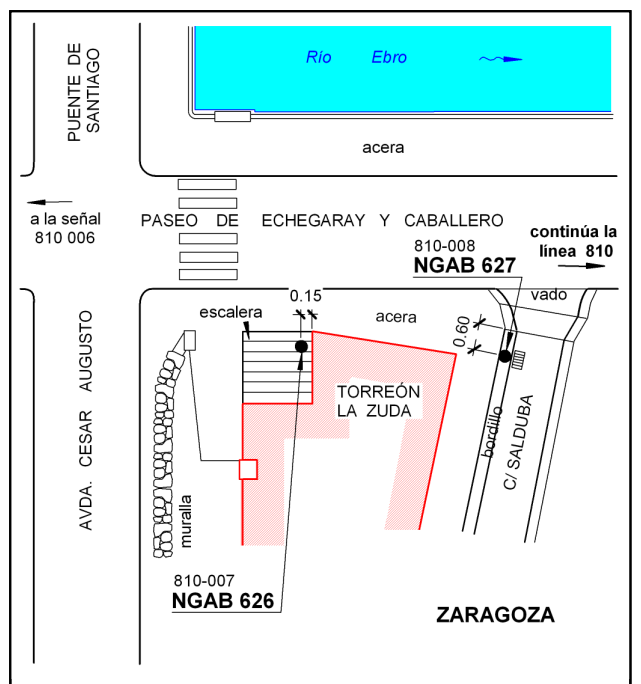 PUENTE DE
SANTIAGO
Río Ebro
acera
a la señal
810 006
PASEO DE ECHEGARAY Y CABALLERO
continúa la
línea 810
810-008
NGAB 627
vado
0.15
escalera
acera
0.60
TORREÓN
LA ZUDA
bordillo
C/ SALDUBA
AVDA. CESAR AUGUSTO
muralla
810-007
NGAB 626
ZARAGOZA